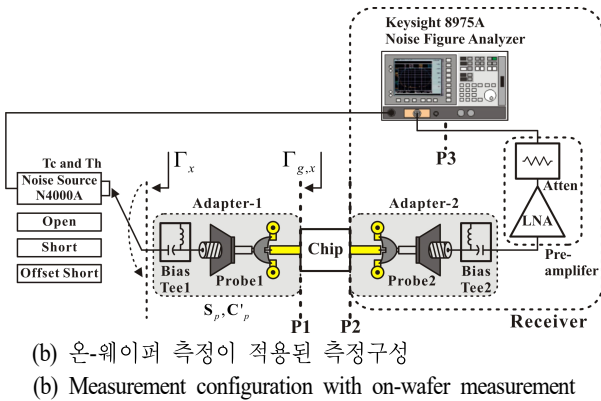 Keysight 8975A
Noise Figure Analyzer
P3
Tc and Th
Noise Source
N4000A
Open
Short
Offset Short
Γx
Γg,x
Adapter-1
Adapter-2
Atten
LNA
Pre-
amplifer
Chip
Bias
Tee1
Probe1
Probe2
Bias
Tee2
Sp,C'p
P1
P2
Receiver
(b) 온-웨이퍼 측정이 적용된 측정구성
(b) Measurement configuration with on-wafer measurement